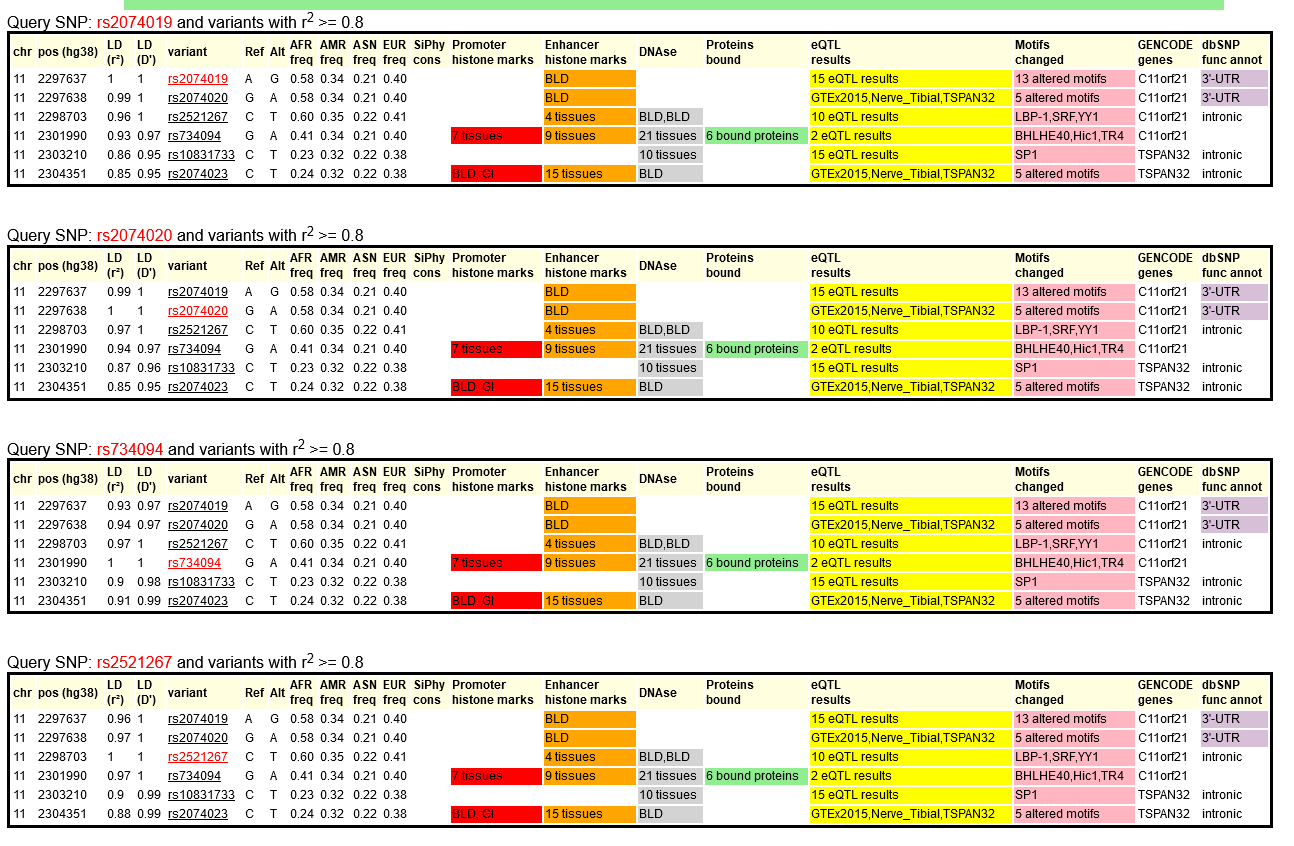 Query SNP: rs2074019 and variants with r2 >= 0.8
chr pos (hg38) LD (r²) LD (D') variant Ref Alt AFR freq AMR freq ASN freq EUR freq SiPhy cons Promoter histone marks Enhancer histone marks DNAse Proteins bound eQTL results Motifs changed GENCODE genes dbSNP func annot
11 2297637 1 1 rs2074019 A G 0.58 0.34 0.21 0.40 BLD 15 eQTL results 13 altered motifs C11orf21 3'-UTR
11 2297638 0.99 1 rs2074020 G A 0.58 0.34 0.21 0.40 BLD GTEx2015,Nerve_Tibial,TSPAN32 5 altered motifs C11orf21 3'-UTR
11 2298703 0.96 1 rs2521267 C T 0.60 0.35 0.22 0.41 4 tissues BLD,BLD 10 eQTL results LBP-1,SRF,YY1 C11orf21 intronic
11 2301990 0.93 0.97 rs734094 G A 0.41 0.34 0.21 0.40 7 tissues 9 tissues 21 tissues 6 bound proteins 2 eQTL results BHLHE40,Hic1,TR4 C11orf21
11 2303210 0.86 0.95 rs10831733 C T 0.23 0.32 0.22 0.38 10 tissues 15 eQTL results SP1 TSPAN32 intronic
11 2304351 0.85 0.95 rs2074023 C T 0.24 0.32 0.22 0.38 BLD, GI 15 tissues BLD GTEx2015,Nerve_Tibial,TSPAN32 5 altered motifs TSPAN32 intronic
Query SNP: rs2074020 and variants with r2 >= 0.8
chr pos (hg38) LD (r²) LD (D') variant Ref Alt AFR freq AMR freq ASN freq EUR freq SiPhy cons Promoter histone marks Enhancer histone marks DNAse Proteins bound eQTL results Motifs changed GENCODE genes dbSNP func annot
11 2297637 0.99 1 rs2074019 A G 0.58 0.34 0.21 0.40 BLD 15 eQTL results 13 altered motifs C11orf21 3'-UTR
11 2297638 1 1 rs2074020 G A 0.58 0.34 0.21 0.40 BLD GTEx2015,Nerve_Tibial,TSPAN32 5 altered motifs C11orf21 3'-UTR
11 2298703 0.97 1 rs2521267 C T 0.60 0.35 0.22 0.41 4 tissues BLD,BLD 10 eQTL results LBP-1,SRF,YY1 C11orf21 intronic
11 2301990 0.94 0.97 rs734094 G A 0.41 0.34 0.21 0.40 7 tissues 9 tissues 21 tissues 6 bound proteins 2 eQTL results BHLHE40,Hic1,TR4 C11orf21
11 2303210 0.87 0.96 rs10831733 C T 0.23 0.32 0.22 0.38 10 tissues 15 eQTL results SP1 TSPAN32 intronic
11 2304351 0.85 0.95 rs2074023 C T 0.24 0.32 0.22 0.38 BLD, GI 15 tissues BLD GTEx2015,Nerve_Tibial,TSPAN32 5 altered motifs TSPAN32 intronic
Query SNP: rs734094 and variants with r2 >= 0.8
chr pos (hg38) LD (r²) LD (D') variant Ref Alt AFR freq AMR freq ASN freq EUR freq SiPhy cons Promoter histone marks Enhancer histone marks DNAse Proteins bound eQTL results Motifs changed GENCODE genes dbSNP func annot
11 2297637 0.93 0.97 rs2074019 A G 0.58 0.34 0.21 0.40 BLD 15 eQTL results 13 altered motifs C11orf21 3'-UTR
11 2297638 0.94 0.97 rs2074020 G A 0.58 0.34 0.21 0.40 BLD GTEx2015,Nerve_Tibial,TSPAN32 5 altered motifs C11orf21 3'-UTR
11 2298703 0.97 1 rs2521267 C T 0.60 0.35 0.22 0.41 4 tissues BLD,BLD 10 eQTL results LBP-1,SRF,YY1 C11orf21 intronic
11 2301990 1 1 rs734094 G A 0.41 0.34 0.21 0.40 7 tissues 9 tissues 21 tissues 6 bound proteins 2 eQTL results BHLHE40,Hic1,TR4 C11orf21
11 2303210 0.9 0.98 rs10831733 C T 0.23 0.32 0.22 0.38 10 tissues 15 eQTL results SP1 TSPAN32 intronic
11 2304351 0.91 0.99 rs2074023 C T 0.24 0.32 0.22 0.38 BLD, GI 15 tissues BLD GTEx2015,Nerve_Tibial,TSPAN32 5 altered motifs TSPAN32 intronic
Query SNP: rs2521267 and variants with r2 >= 0.8
chr pos (hg38) LD (r²) LD (D') variant Ref Alt AFR freq AMR freq ASN freq EUR freq SiPhy cons Promoter histone marks Enhancer histone marks DNAse Proteins bound eQTL results Motifs changed GENCODE genes dbSNP func annot
11 2297637 0.96 1 rs2074019 A G 0.58 0.34 0.21 0.40 BLD 15 eQTL results 13 altered motifs C11orf21 3'-UTR
11 2297638 0.97 1 rs2074020 G A 0.58 0.34 0.21 0.40 BLD GTEx2015,Nerve_Tibial,TSPAN32 5 altered motifs C11orf21 3'-UTR
11 2298703 1 1 rs2521267 C T 0.60 0.35 0.22 0.41 4 tissues BLD,BLD 10 eQTL results LBP-1,SRF,YY1 C11orf21 intronic
11 2301990 0.97 1 rs734094 G A 0.41 0.34 0.21 0.40 7 tissues 9 tissues 21 tissues 6 bound proteins 2 eQTL results BHLHE40,Hic1,TR4 C11orf21
11 2303210 0.9 0.99 rs10831733 C T 0.23 0.32 0.22 0.38 10 tissues 15 eQTL results SP1 TSPAN32 intronic
11 2304351 0.88 0.99 rs2074023 C T 0.24 0.32 0.22 0.38 BLD, GI 15 tissues BLD GTEx2015,Nerve_Tibial,TSPAN32 5 altered motifs TSPAN32 intronic